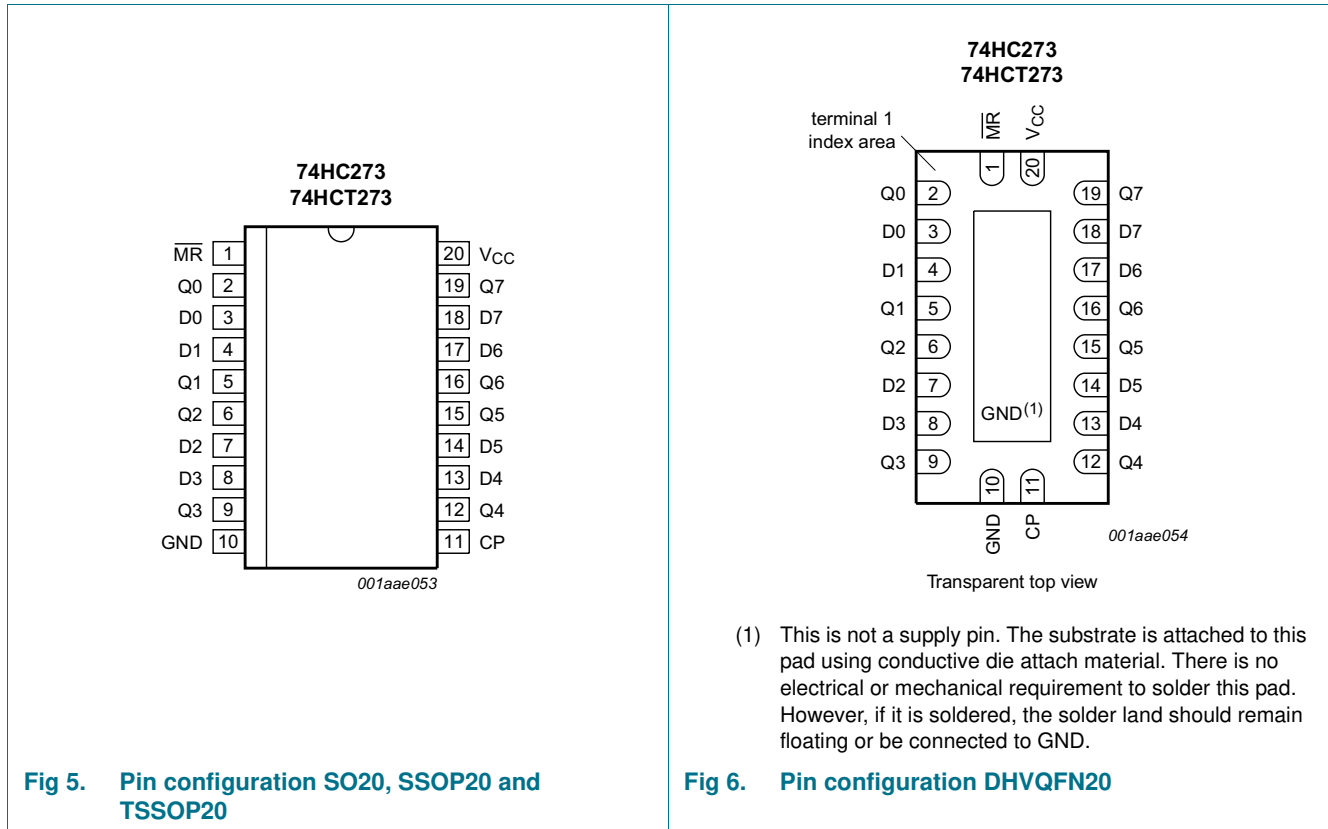 74HC273
74HCT273
MR 1
Q0 2
D0 3
D1 4
Q1 5
Q2 6
D2 7
D3 8
Q3 9
GND 10
20 VCC
19 Q7
18 D7
17 D6
16 Q6
15 Q5
14 D5
13 D4
12 Q4
11 CP
001aae053
Fig 5. Pin configuration SO20, SSOP20 and
TSSOP20
74HC273
74HCT273
terminal 1
index area
MR
VCC
1
20
Q0 2
D0 3
D1 4
Q1 5
Q2 6
D2 7
D3 8
Q3 9
19 Q7
18 D7
17 D6
16 Q6
15 Q5
14 D5
13 D4
12 Q4
GND(1)
10
11
GND
CP
001aae054
Transparent top view
(1) This is not a supply pin. The substrate is attached to this
pad using conductive die attach material. There is no
electrical or mechanical requirement to solder this pad.
However, if it is soldered, the solder land should remain
floating or be connected to GND.
Fig 6. Pin configuration DHVQFN20